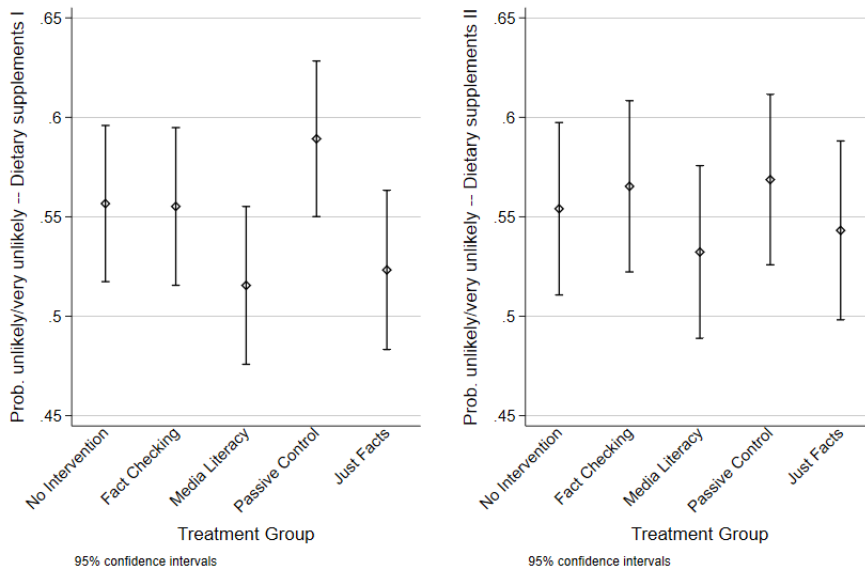 Prob. unlikely/very unlikely -- Dietary supplements I
.65
.6
.55
.5
.45
No Intervention
Fact Checking
Media Literacy
Passive Control
Just Facts
Treatment Group
95% confidence intervals
Prob. unlikely/very unlikely -- Dietary supplements II
.65
.6
.55
.5
.45
No Intervention
Fact Checking
Media Literacy
Passive Control
Just Facts
Treatment Group
95% confidence intervals